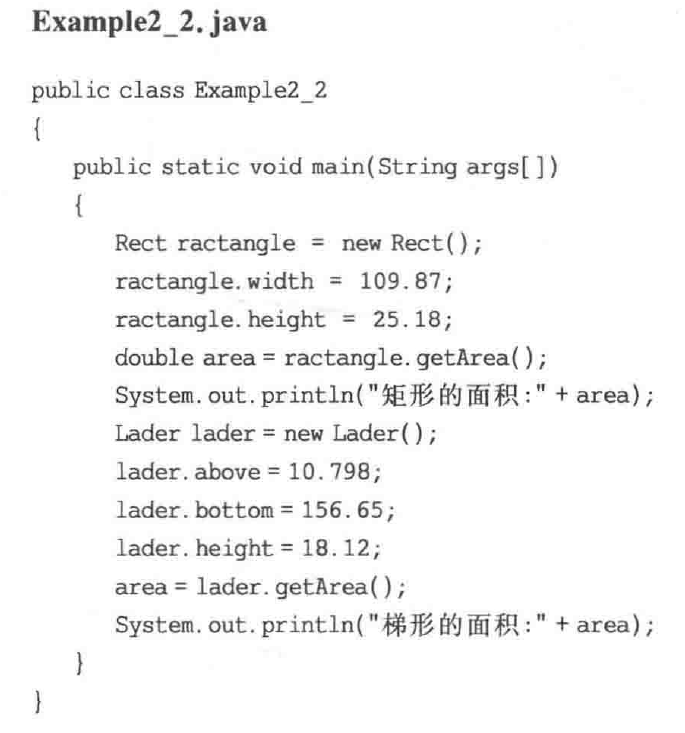 Example2_2.java
public class Example2_2
{
public static void main(String args[])
{
Rect ractangle = new Rect();
ractangle.width = 109.87;
ractangle.height = 25.18;
double area = ractangle.getArea();
System.out.println("矩形的面积:" + area);
Lader lader = new Lader();
lader.above = 10.798;
lader.bottom = 156.65;
lader.height = 18.12;
area = lader.getArea();
System.out.println("梯形的面积:" + area);
}
}